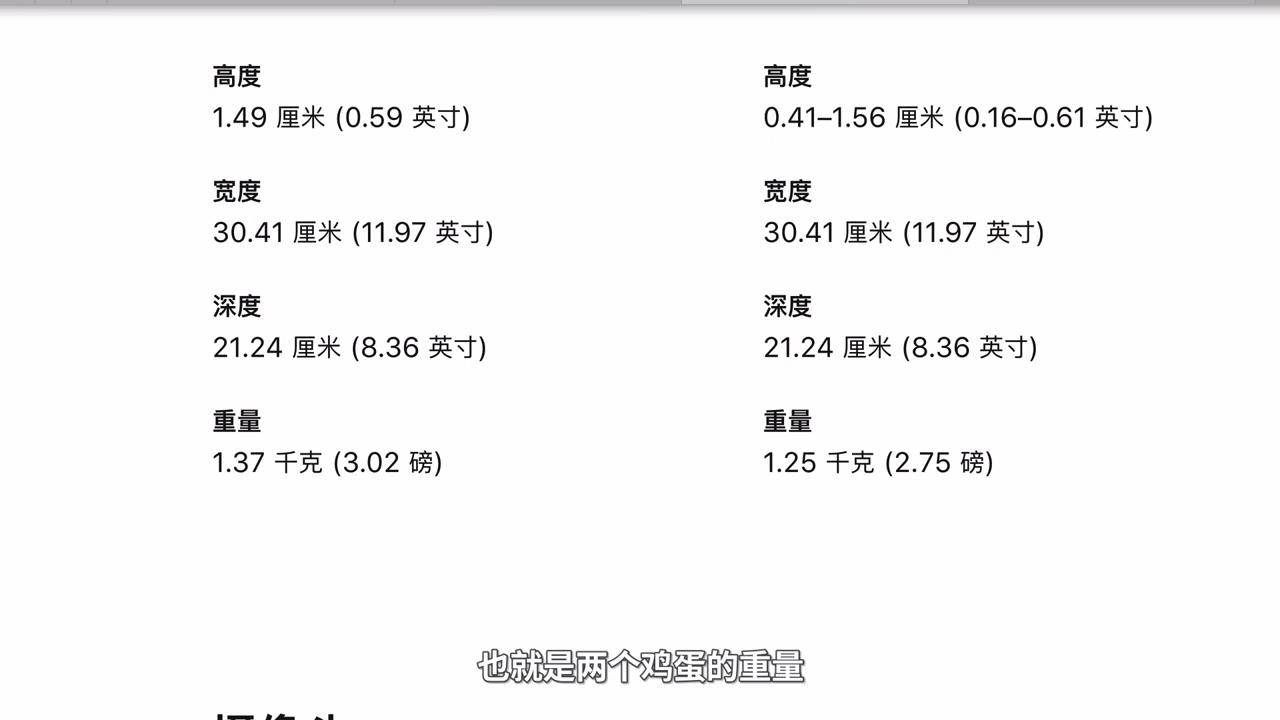 高度
1.49 厘米 (0.59 英寸)
宽度
30.41 厘米 (11.97 英寸)
深度
21.24 厘米 (8.36 英寸)
重量
1.37 千克 (3.02 磅)
高度
0.41–1.56 厘米 (0.16–0.61 英寸)
宽度
30.41 厘米 (11.97 英寸)
深度
21.24 厘米 (8.36 英寸)
重量
1.25 千克 (2.75 磅)
也就是两个鸡蛋的重量